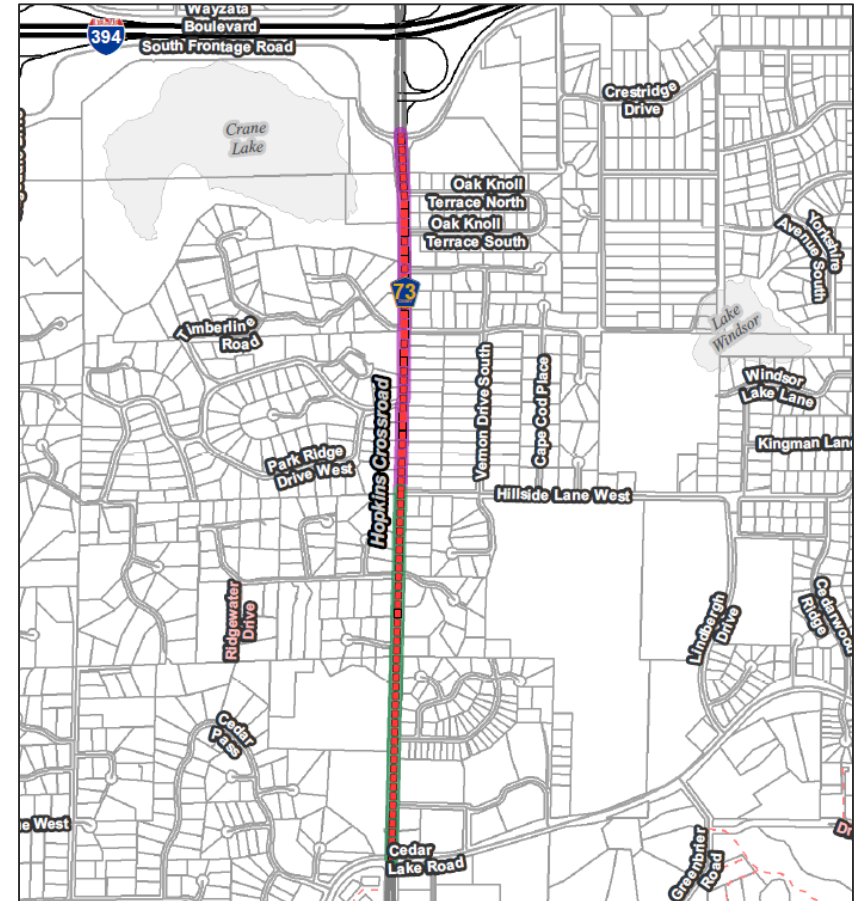 Wayzata
Boulevard
South Frontage Road
394
Crestridge
Drive
Crane
Lake
Oak Knoll
Terrace North
Oak Knoll
Terrace South
Yorkshire
Avenue South
73
Timberline
Road
Lake
Windsor
Vernon Drive South
Cape Cod Place
Windsor
Lake Lane
Hopkins Crossroad
Kingman Lane
Park Ridge
Drive West
Hillside Lane West
Ridgewater
Drive
Lindbergh
Drive
Cedarwood
Ridge
Cedar
Pass
e West
Cedar
Lake Road
Greenbrier
Road
Dr